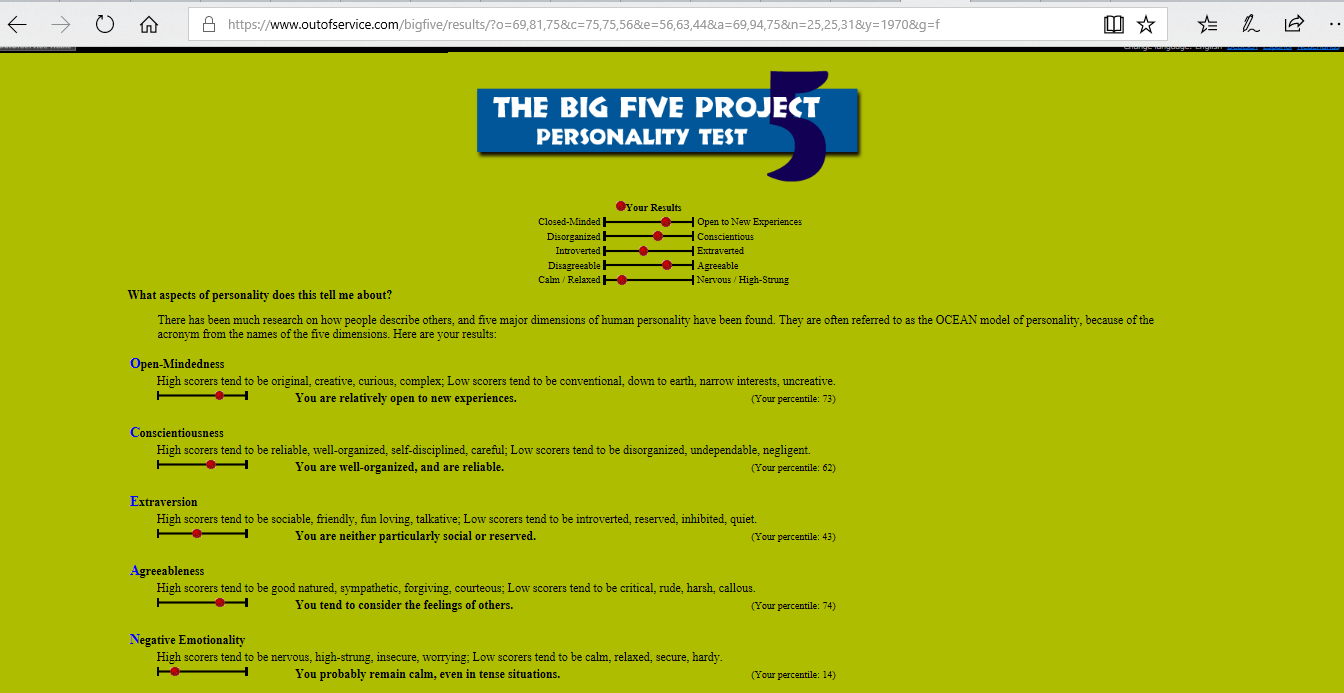 https://www.outofservice.com/bigfive/results/?o=69,81,75&c=75,75,56&e=56,63,44&a=69,94,75&n=25,25,31&y=1970&g=f
THE BIG FIVE PROJECT 5
PERSONALITY TEST
Your Results
Closed-Minded Open to New Experiences
Disorganized Conscientious
Introverted Extraverted
Disagreeable Agreeable
Calm / Relaxed Nervous / High-Strung
What aspects of personality does this tell me about?
There has been much research on how people describe others, and five major dimensions of human personality have been found. They are often referred to as the OCEAN model of personality, because of the
acronym from the names of the five dimensions. Here are your results:
Open-Mindedness
High scorers tend to be original, creative, curious, complex; Low scorers tend to be conventional, down to earth, narrow interests, uncreative.
You are relatively open to new experiences. (Your percentile: 73)
Conscientiousness
High scorers tend to be reliable, well-organized, self-disciplined, careful; Low scorers tend to be disorganized, undependable, negligent.
You are well-organized, and are reliable. (Your percentile: 62)
Extraversion
High scorers tend to be sociable, friendly, fun loving, talkative; Low scorers tend to be introverted, reserved, inhibited, quiet.
You are neither particularly social or reserved. (Your percentile: 43)
Agreeableness
High scorers tend to be good natured, sympathetic, forgiving, courteous; Low scorers tend to be critical, rude, harsh, callous.
You tend to consider the feelings of others. (Your percentile: 74)
Negative Emotionality
High scorers tend to be nervous, high-strung, insecure, worrying; Low scorers tend to be calm, relaxed, secure, hardy.
You probably remain calm, even in tense situations. (Your percentile: 14)